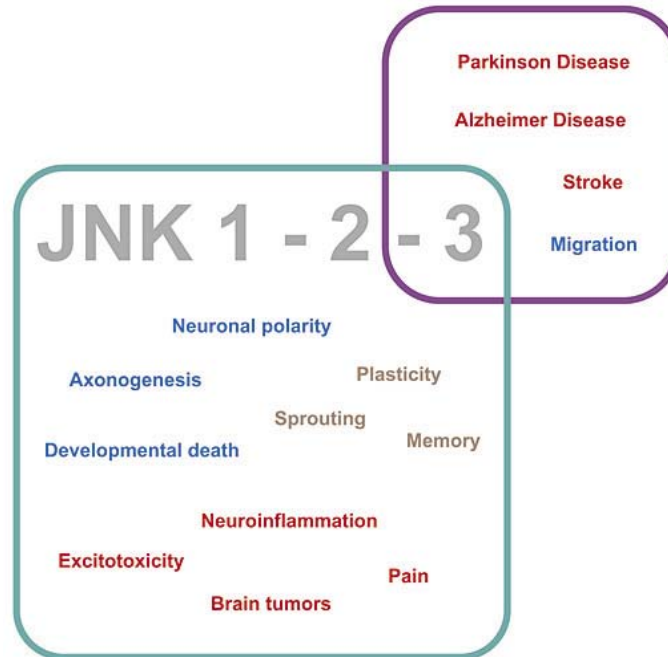 Parkinson Disease
Alzheimer Disease
Stroke
JNK 1 - 2 - 3
Migration
Neuronal polarity
Axonogenesis
Plasticity
Sprouting
Memory
Developmental death
Neuroinflammation
Excitotoxicity
Pain
Brain tumors